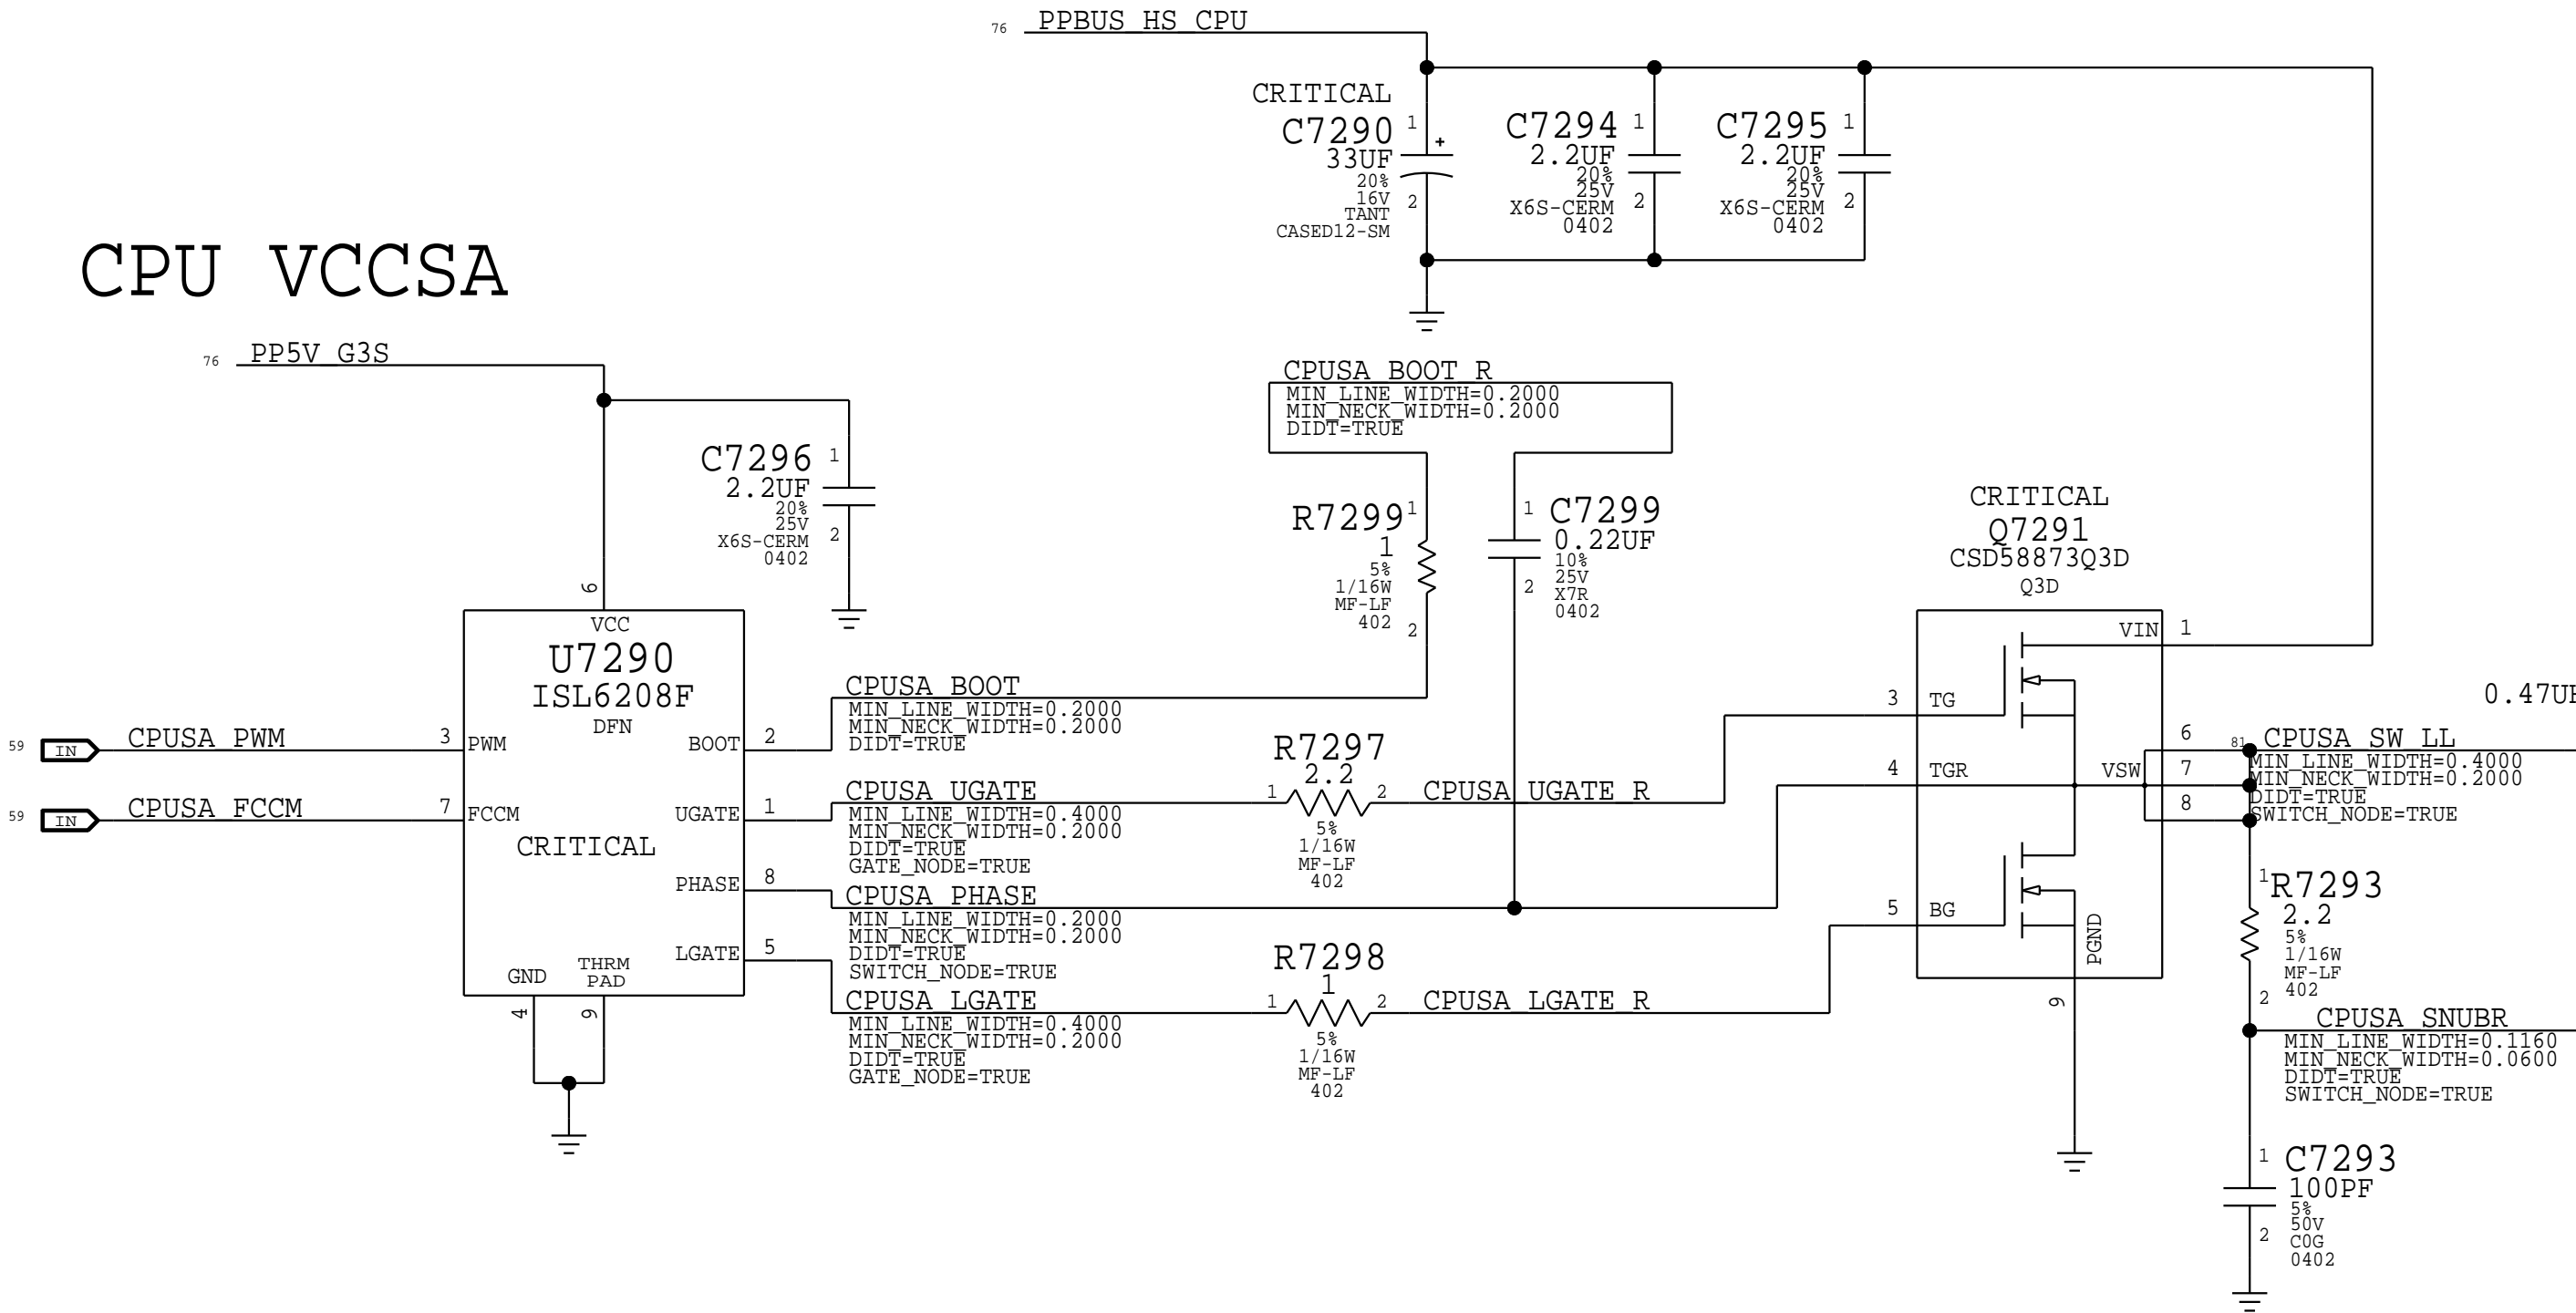 76 PPBUS_HS_CPU
CRITICAL
C7290
33UF
20%
16V
TANT
CASED12-SM
1
+
2
C7294
2.2UF
20%
25V
X6S-CERM
0402
1
2
C7295
2.2UF
20%
25V
X6S-CERM
0402
1
2
CPU VCCSA
76 PP5V_G3S
C7296
2.2UF
20%
25V
X6S-CERM
0402
1
2
CPUSA_BOOT_R
MIN_LINE_WIDTH=0.2000
MIN_NECK_WIDTH=0.2000
DIDT=TRUE
R7299
1
5%
1/16W
MF-LF
402
1
2
1
2
C7299
0.22UF
10%
25V
X7R
0402
CRITICAL
Q7291
CSD58873Q3D
Q3D
VIN 1
3 TG
4 TGR
5 BG
VSW
6
7
8
PGND
9
6
VCC
U7290
ISL6208F
DFN
CRITICAL
59 IN CPUSA_PWM 3 PWM
59 IN CPUSA_FCCM 7 FCCM
BOOT 2
UGATE 1
PHASE 8
LGATE 5
GND
THRM
PAD
4
9
CPUSA_BOOT
MIN_LINE_WIDTH=0.2000
MIN_NECK_WIDTH=0.2000
DIDT=TRUE
CPUSA_UGATE
MIN_LINE_WIDTH=0.4000
MIN_NECK_WIDTH=0.2000
DIDT=TRUE
GATE_NODE=TRUE
R7297
2.2
1 2
5%
1/16W
MF-LF
402
CPUSA_UGATE_R
CPUSA_PHASE
MIN_LINE_WIDTH=0.2000
MIN_NECK_WIDTH=0.2000
DIDT=TRUE
SWITCH_NODE=TRUE
CPUSA_LGATE
MIN_LINE_WIDTH=0.4000
MIN_NECK_WIDTH=0.2000
DIDT=TRUE
GATE_NODE=TRUE
R7298
1
1 2
5%
1/16W
MF-LF
402
CPUSA_LGATE_R
0.47U
81 CPUSA_SW_LL
MIN_LINE_WIDTH=0.4000
MIN_NECK_WIDTH=0.2000
DIDT=TRUE
SWITCH_NODE=TRUE
1
R7293
2.2
5%
1/16W
MF-LF
402
2
CPUSA_SNUBR
MIN_LINE_WIDTH=0.1160
MIN_NECK_WIDTH=0.0600
DIDT=TRUE
SWITCH_NODE=TRUE
1
C7293
100PF
5%
50V
C0G
0402
2